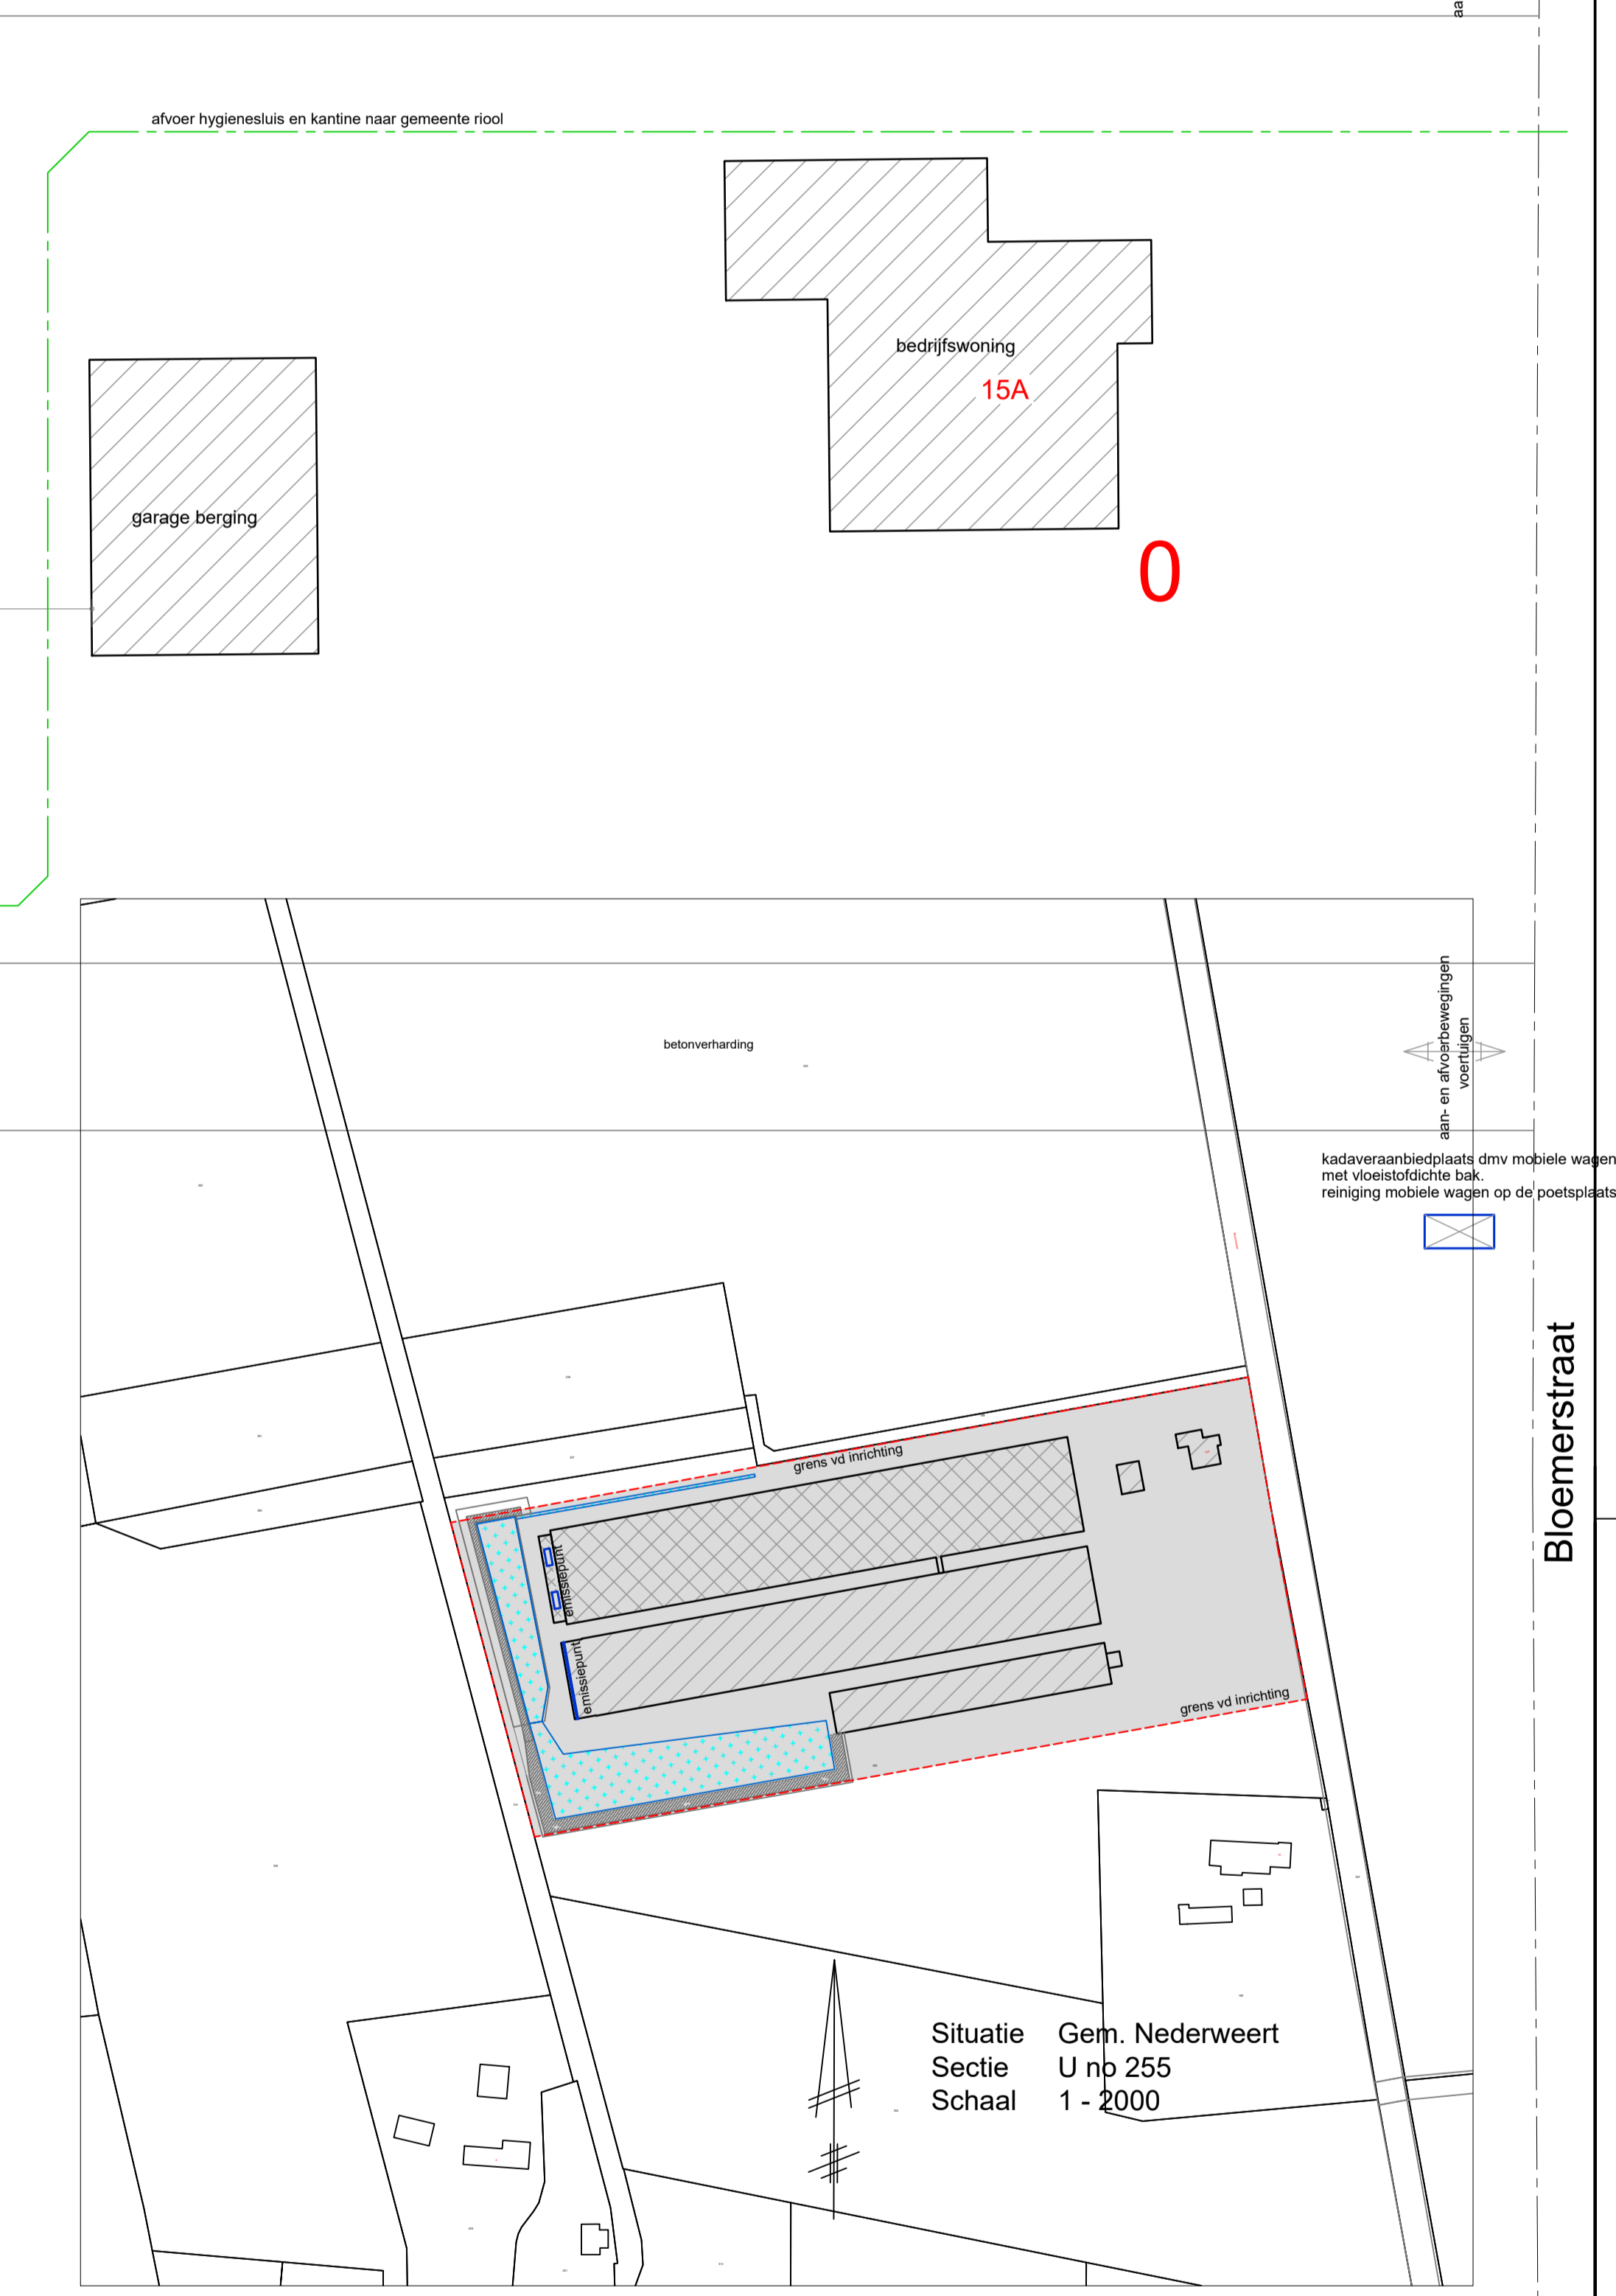 aa
afvoer hygienesluis en kantine naar gemeente riool
bedrijfswoning
15A
garage berging
0
betonverharding
aan- en afvoerbewegingen
voertuigen
kadaveraanbiedplaats dmv mobiele wagen
met vloeistofdichte bak.
reiniging mobiele wagen op de poetsplaats
Bloemerstraat
grens vd inrichting
emissiepunt
emissiepunt
grens vd inrichting
Situatie Gem. Nederweert
Sectie U no 255
Schaal 1 - 2000